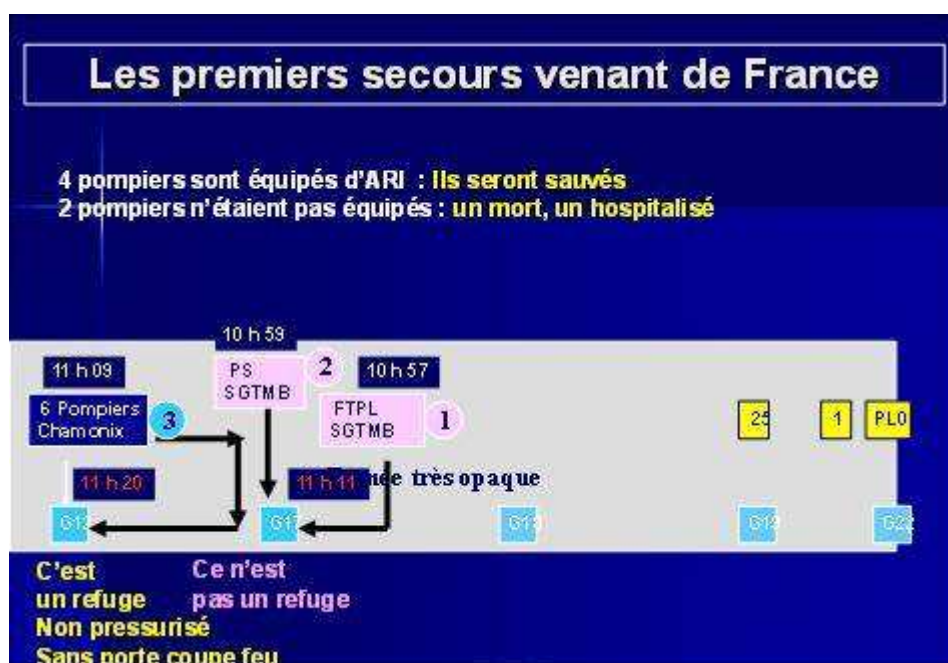 Les premiers secours venant de France
4 pompiers sont équipés d'ARI : Ils seront sauvés
2 pompiers n'étaient pas équipés : un mort, un hospitalisé
10 h 59
11 h 09
PS
SGTMB
2
10 h 57
6 Pompiers
Chamonix
3
FTPL
SGTMB
1
25
1
PL0
11 h 20
11 h 11
très opaque
C'est
un refuge
Non pressurisé
Sans porte coupe feu
Ce n'est
pas un refuge